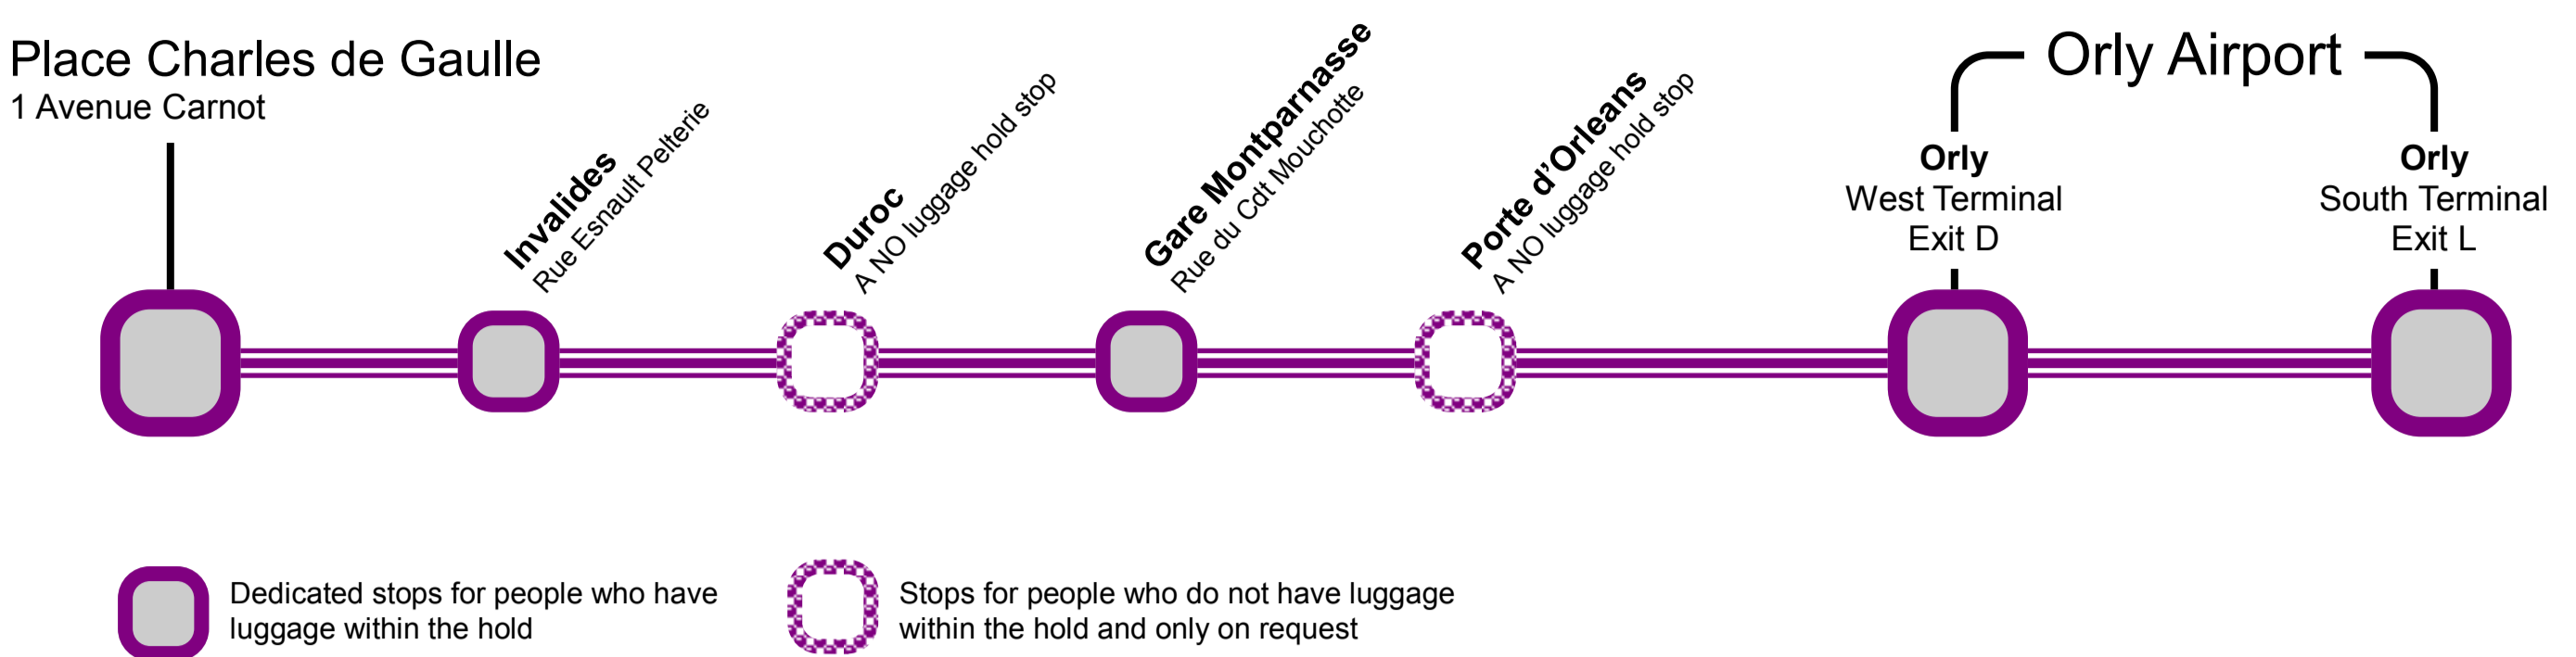 Place Charles de Gaulle
1 Avenue Carnot
Invalides
Rue Esnault Pelterie
Duroc
A NO luggage hold stop
Gare Montparnasse
Rue du Cdt Mouchotte
Porte d'Orleans
A NO luggage hold stop
Orly Airport
Orly
West Terminal
Exit D
Orly
South Terminal
Exit L
Dedicated stops for people who have
luggage within the hold
Stops for people who do not have luggage
within the hold and only on request